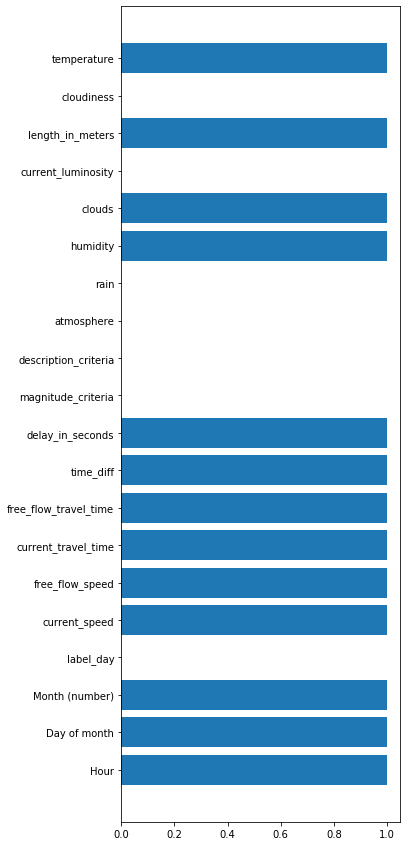 temperature
cloudiness
length_in_meters
current_luminosity
clouds
humidity
rain
atmosphere
description_criteria
magnitude_criteria
delay_in_seconds
time_diff
free_flow_travel_time
current_travel_time
free_flow_speed
current_speed
label_day
Month (number)
Day of month
Hour
0.0 0.2 0.4 0.6 0.8 1.0